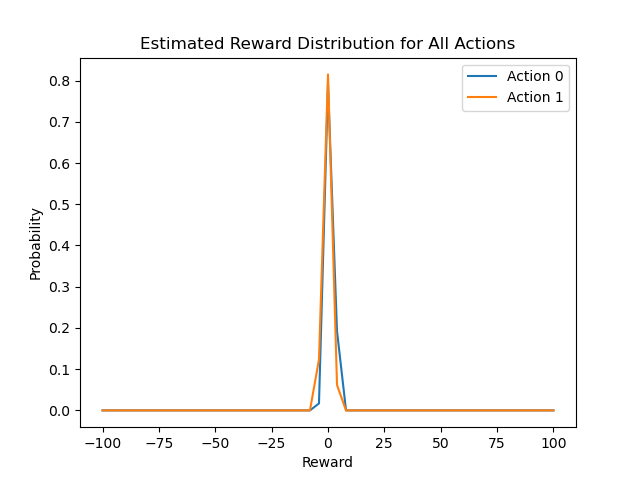 Estimated Reward Distribution for All Actions
Action 0
Action 1
Probability
0.8
0.7
0.6
0.5
0.4
0.3
0.2
0.1
0.0
−100 −75 −50 −25 0 25 50 75 100
Reward